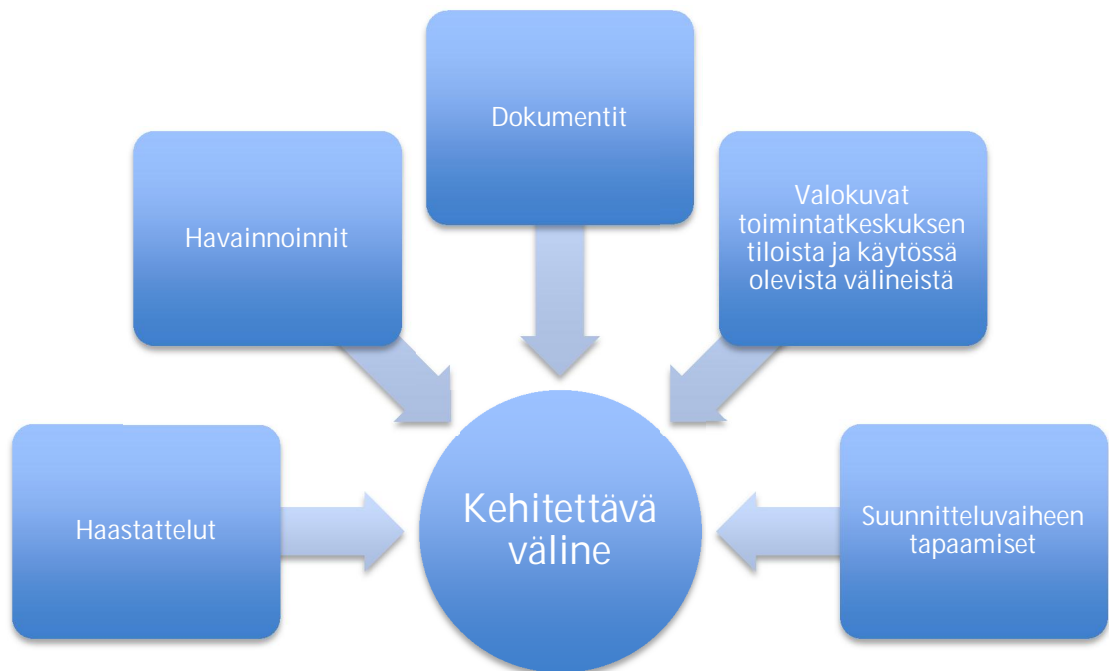 Dokumentit
Havainnoinnit
Valokuvat
toimintatkeskuksen
tiloista ja käytössä
olevista välineistä
Haastattelut
Kehitettävä
väline
Suunnitteluvaiheen
tapaamiset